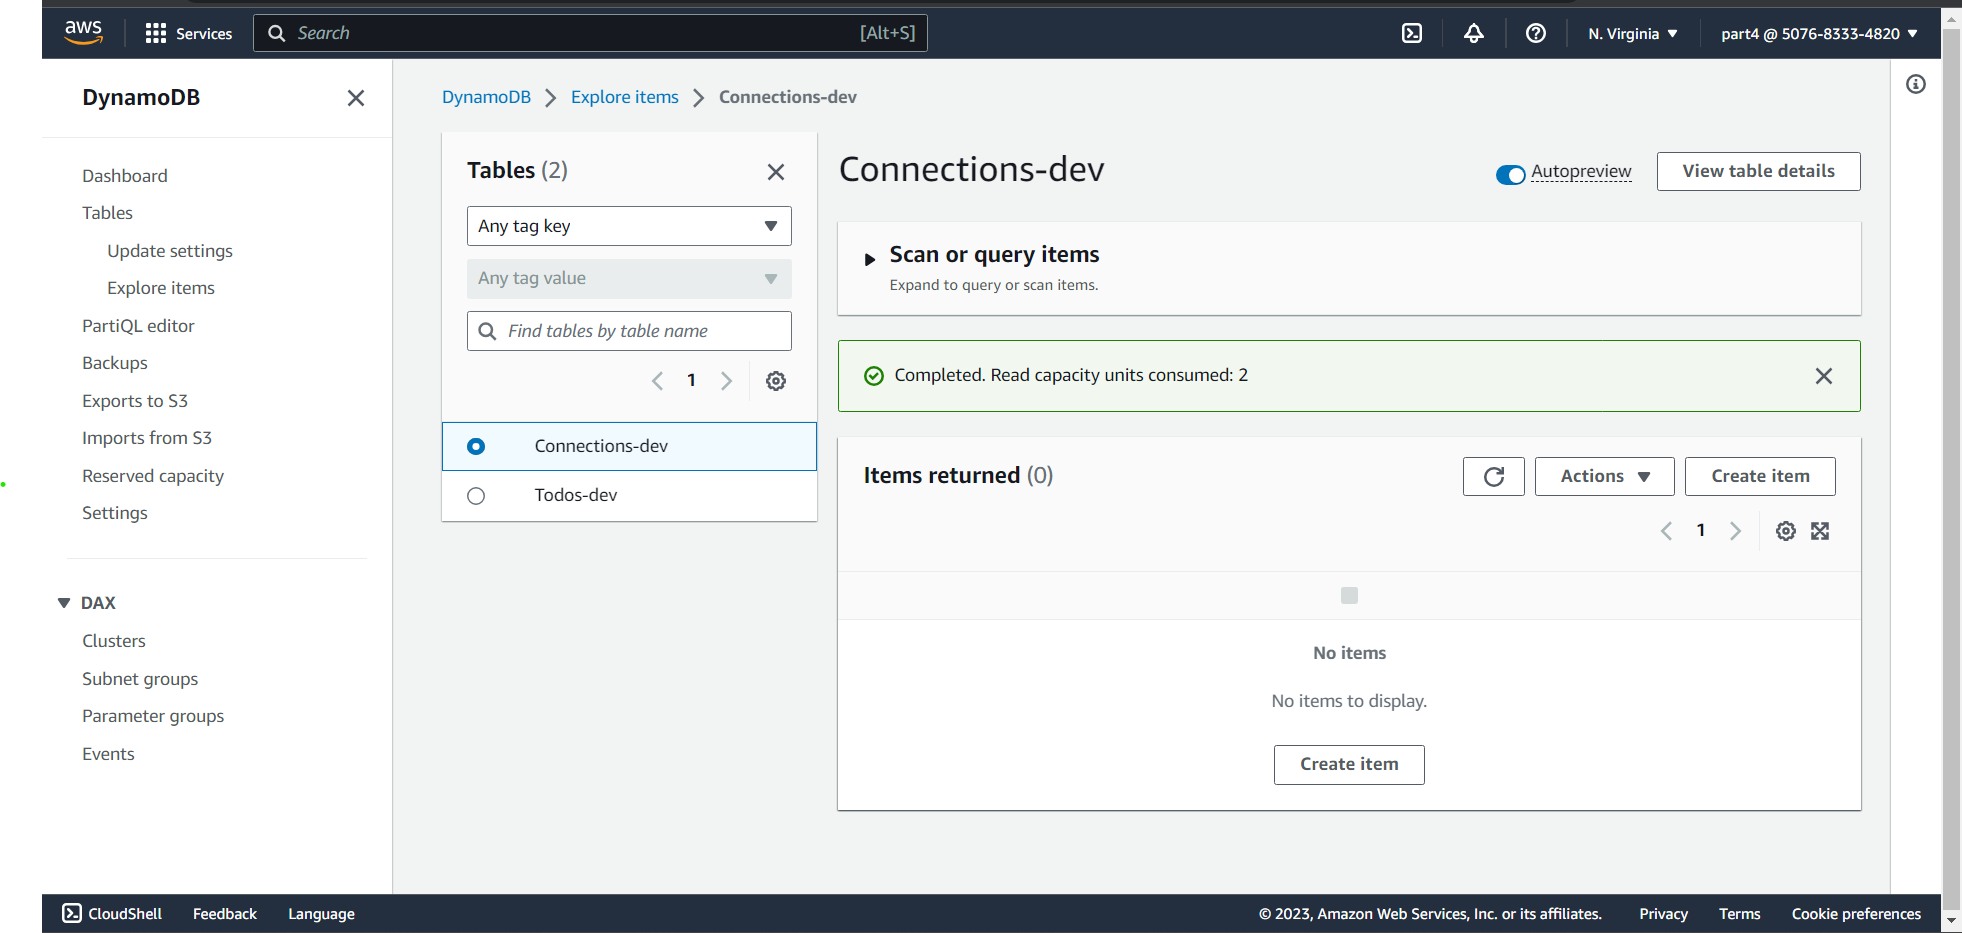 aws
Services
Search
[Alt+S]
N. Virginia
part4 @ 5076-8333-4820
DynamoDB
Dashboard
Tables
Update settings
Explore items
PartiQL editor
Backups
Exports to S3
Imports from S3
Reserved capacity
Settings
DAX
Clusters
Subnet groups
Parameter groups
Events
DynamoDB
Explore items
Connections-dev
Tables (2)
Any tag key
Any tag value
Find tables by table name
1
Connections-dev
Todos-dev
Connections-dev
Autopreview
View table details
Scan or query items
Expand to query or scan items.
Completed. Read capacity units consumed: 2
Items returned (0)
Actions
Create item
1
No items
No items to display.
Create item
CloudShell
Feedback
Language
© 2023, Amazon Web Services, Inc. or its affiliates.
Privacy
Terms
Cookie preferences